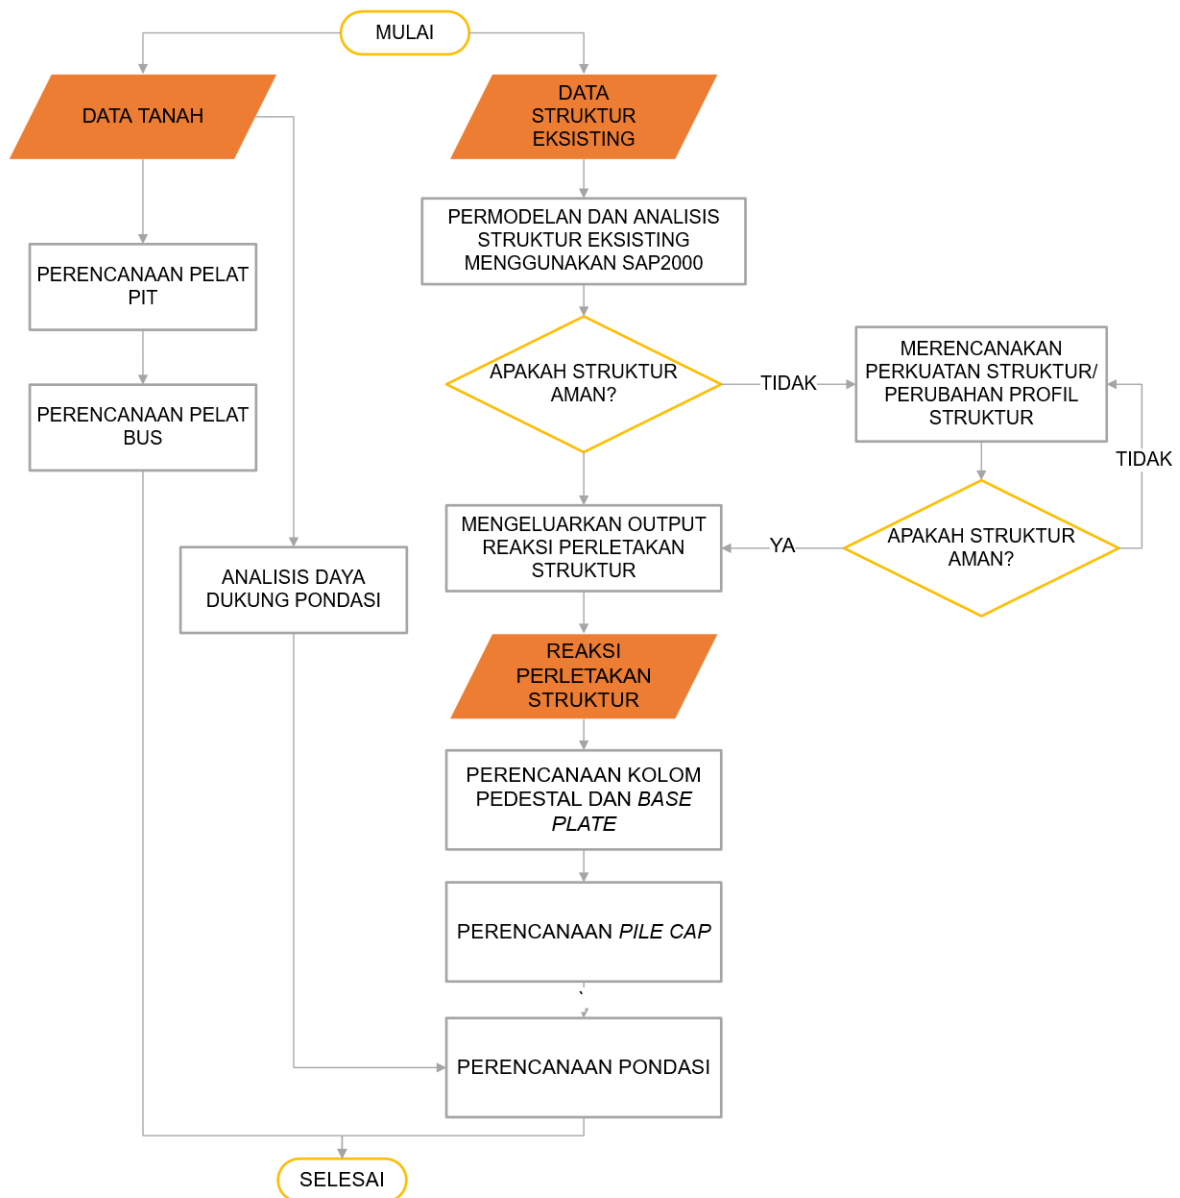 MULAI
DATA TANAH
DATA
STRUKTUR
EKSISTING
PERMODELAN DAN ANALISIS
STRUKTUR EKSISTING
MENGGUNAKAN SAP2000
PERENCANAAN PELAT
PIT
APAKAH STRUKTUR
AMAN?
TIDAK
MERENCANAKAN
PERKUATAN STRUKTUR/
PERUBAHAN PROFIL
STRUKTUR
PERENCANAAN PELAT
BUS
TIDAK
MENGELUARKAN OUTPUT
REAKSI PERLETAKAN
STRUKTUR
YA
APAKAH STRUKTUR
AMAN?
ANALISIS DAYA
DUKUNG PONDASI
REAKSI
PERLETAKAN
STRUKTUR
PERENCANAAN KOLOM
PEDESTAL DAN BASE
PLATE
PERENCANAAN PILE CAP
`
PERENCANAAN PONDASI
SELESAI